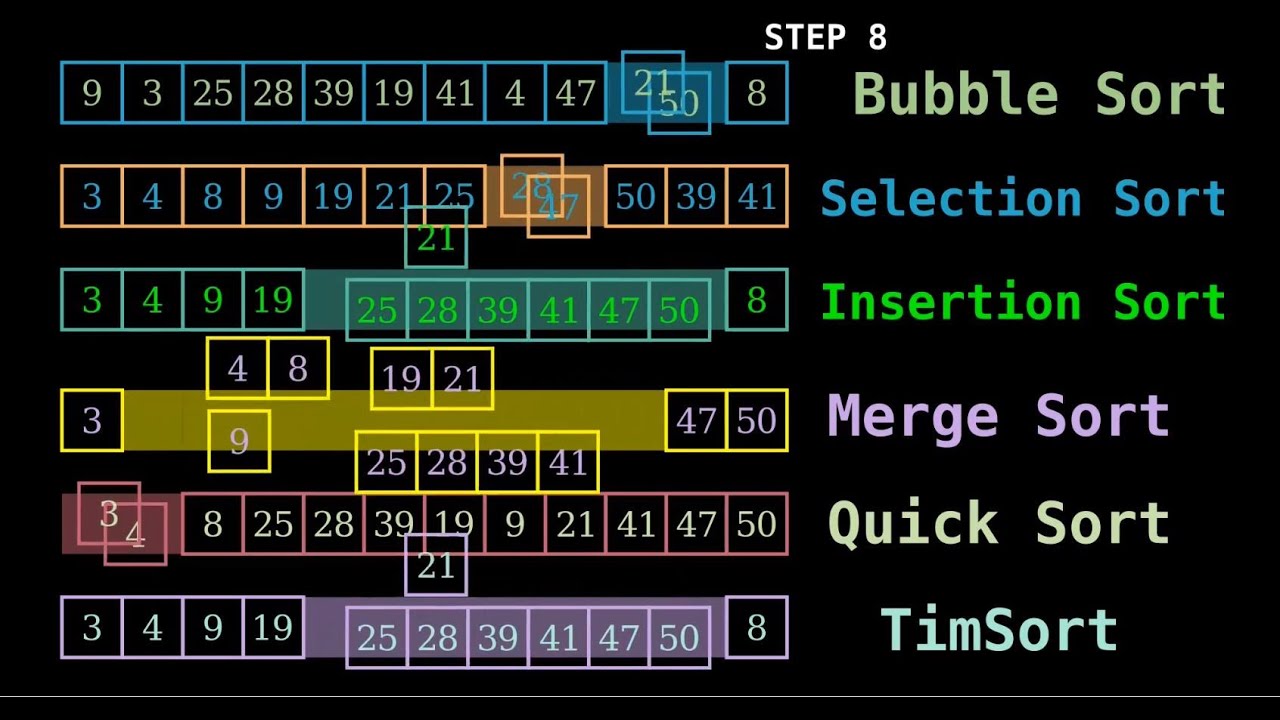 STEP 8
9 3 25 28 39 19 41 4 47 21 50 8 Bubble Sort
3 4 8 9 19 21 25 28 47 50 39 41 Selection Sort
21
3 4 9 19 25 28 39 41 47 50 8 Insertion Sort
4 8 19 21
3 47 50 Merge Sort
9 25 28 39 41
3 4 8 25 28 39 19 9 21 41 47 50 Quick Sort
21
3 4 9 19 25 28 39 41 47 50 8 TimSort